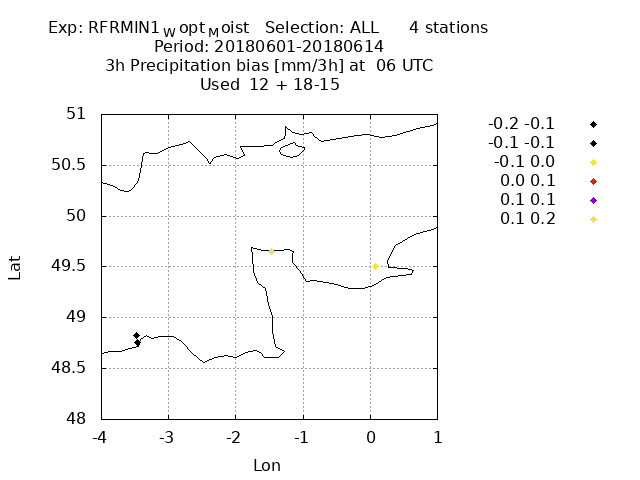 Exp: RFRMIN1WoptMoist Selection: ALL 4 stations
Period: 20180601-20180614
3h Precipitation bias [mm/3h] at 06 UTC
Used 12 + 18-15
51
50.5
50
49.5
49
48.5
48
-4 -3 -2 -1 0 1
Lat
Lon
-0.2 -0.1
-0.1 -0.1
-0.1 0.0
0.0 0.1
0.1 0.1
0.1 0.2